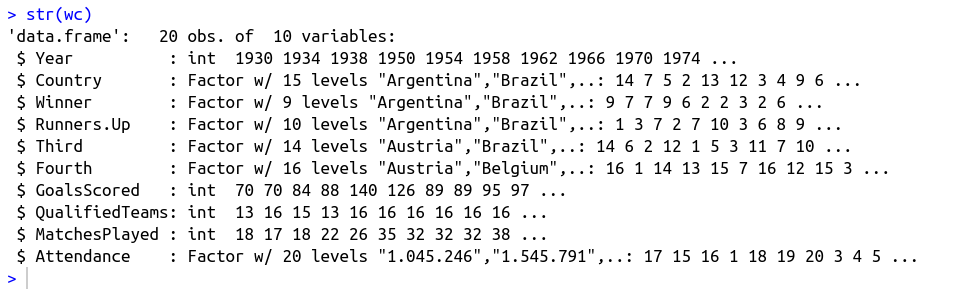 > str(wc)
'data.frame':   20 obs. of  10 variables:
 $ Year          : int  1930 1934 1938 1950 1954 1958 1962 1966 1970 1974 ...
 $ Country       : Factor w/ 15 levels "Argentina","Brazil",..: 14 7 5 2 13 12 3 4 9 6 ...
 $ Winner        : Factor w/ 9 levels "Argentina","Brazil",..: 9 7 7 9 6 2 2 3 2 6 ...
 $ Runners.Up    : Factor w/ 10 levels "Argentina","Brazil",..: 1 3 7 2 7 10 3 6 8 9 ...
 $ Third         : Factor w/ 14 levels "Austria","Brazil",..: 14 6 2 12 1 5 3 11 7 10 ...
 $ Fourth        : Factor w/ 16 levels "Austria","Belgium",..: 16 1 14 13 15 7 16 12 15 3 ...
 $ GoalsScored   : int  70 70 84 88 140 126 89 89 95 97 ...
 $ QualifiedTeams: int  13 16 15 13 16 16 16 16 16 16 ...
 $ MatchesPlayed : int  18 17 18 22 26 35 32 32 32 38 ...
 $ Attendance    : Factor w/ 20 levels "1.045.246","1.545.791",..: 17 15 16 1 18 19 20 3 4 5 ...
>